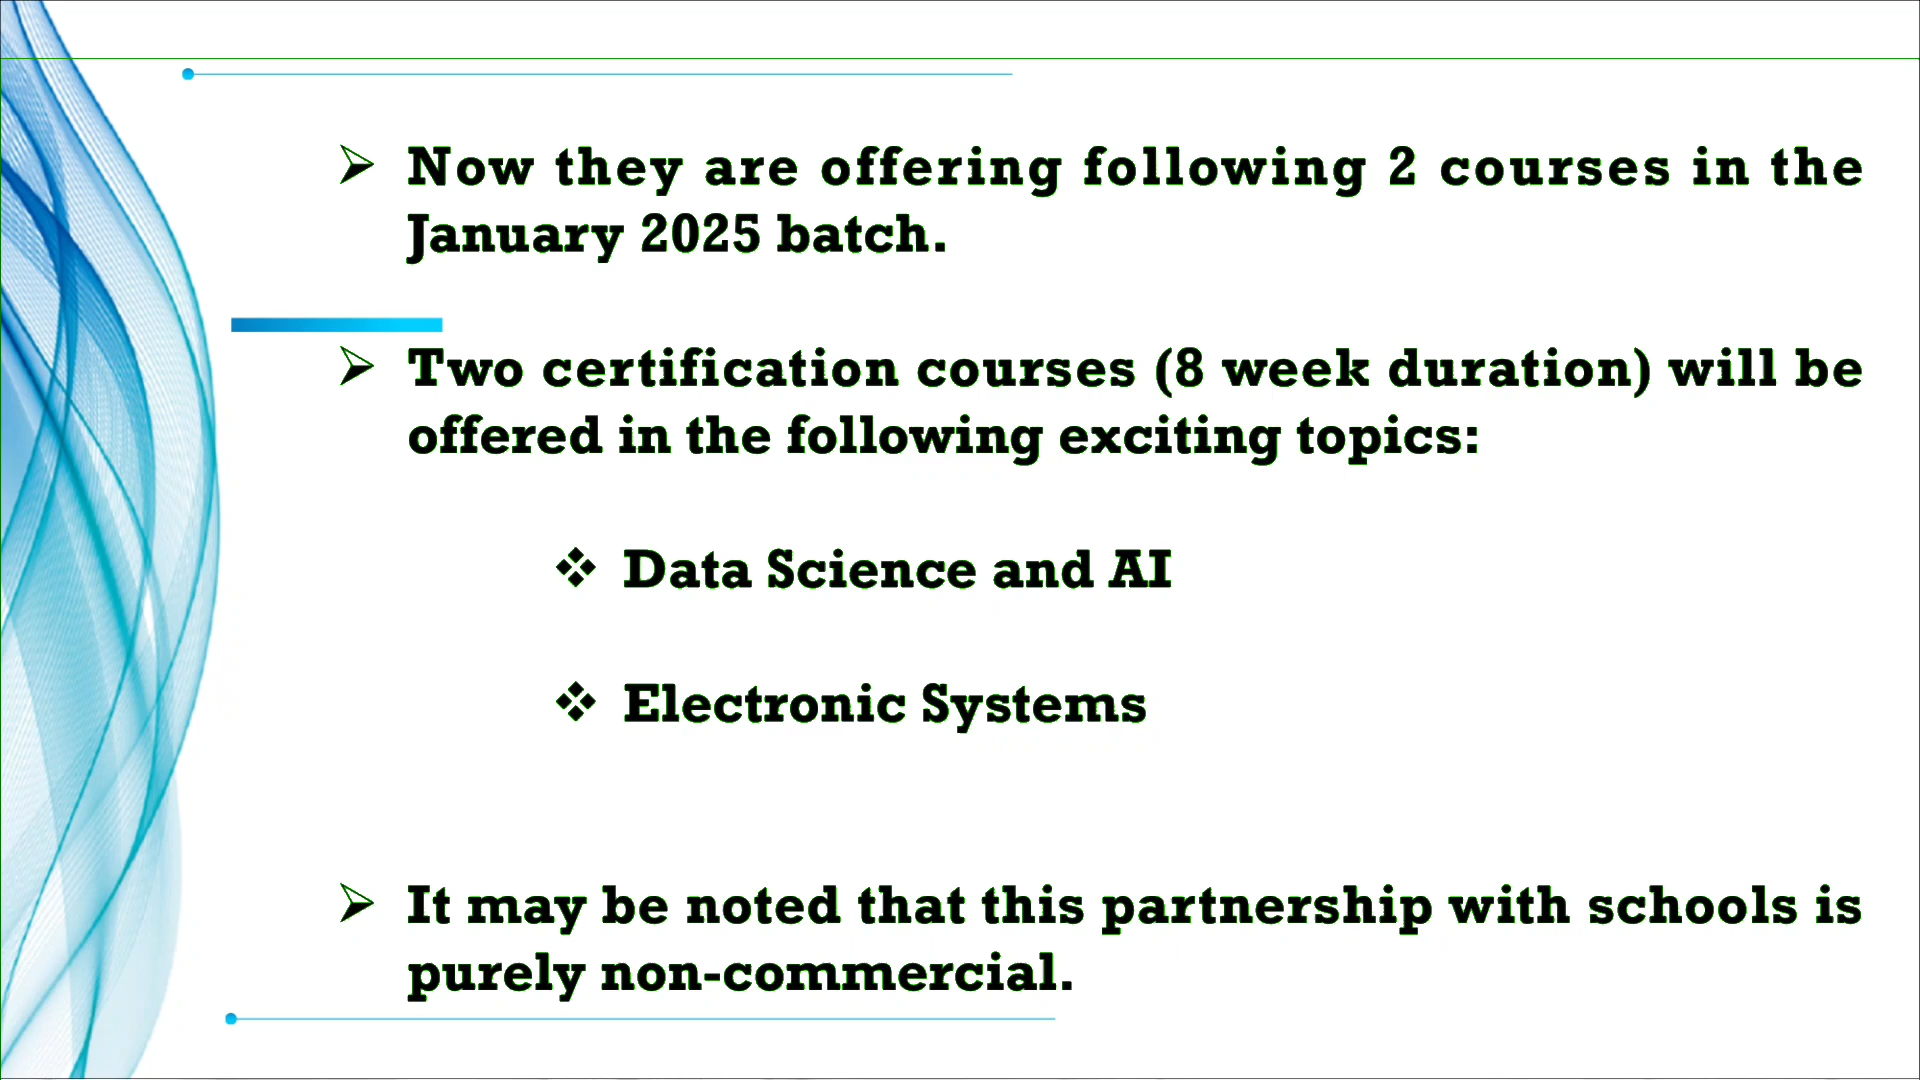 Now they are offering following 2 courses in the
January 2025 batch.
Two certification courses (8 week duration) will be
offered in the following exciting topics:
Data Science and AI
Electronic Systems
It may be noted that this partnership with schools is
purely non-commercial.